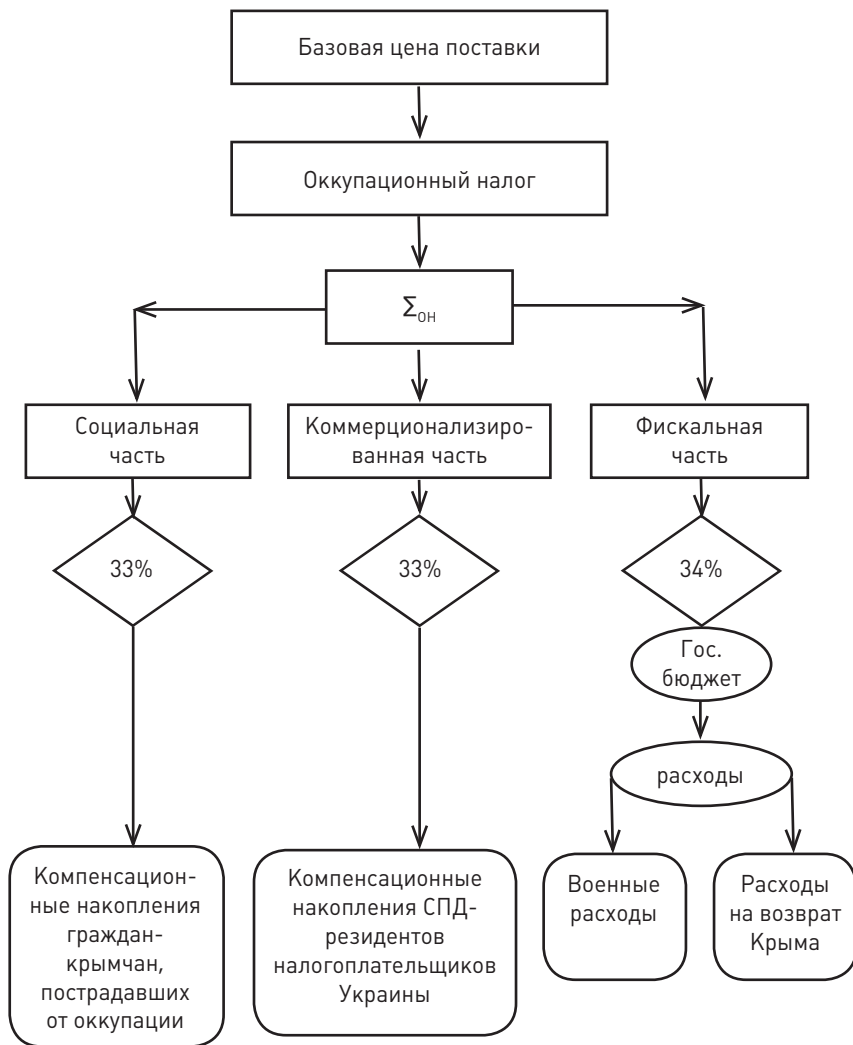 Базовая цена поставки
Оккупационный налог
Σон
Социальная
часть
Коммерционализиро-
ванная часть
Фискальная
часть
33%
33%
34%
Гос.
бюджет
расходы
Компенсацион-
ные накопления
граждан-
крымчан,
пострадавших
от оккупации
Компенсационные
накопления СПД-
резидентов
налогоплательщиков
Украины
Военные
расходы
Расходы
на возврат
Крыма